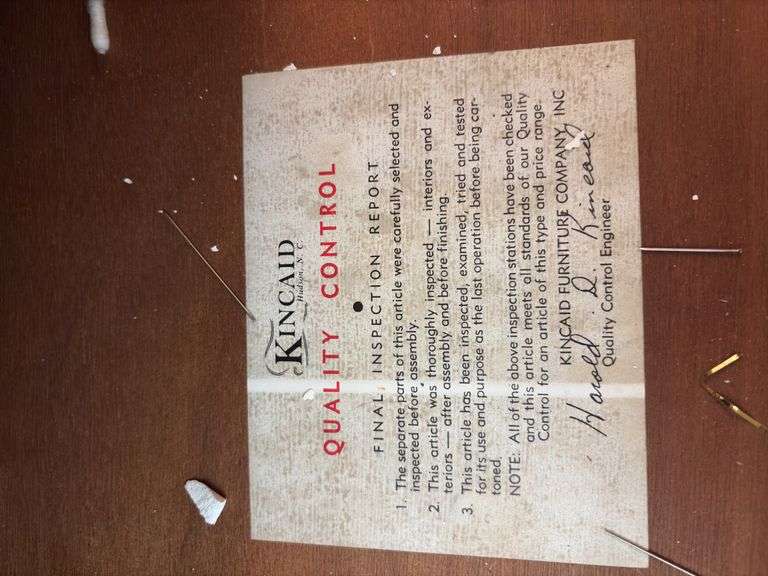 KINCAID
Hudson, N. C.
QUALITY CONTROL
FINAL INSPECTION REPORT
1. The separate parts of this article were carefully selected and
inspected before assembly.
2. This article was thoroughly inspected — interiors and ex-
teriors — after assembly and before finishing.
3. This article has been inspected, examined, tried and tested
for its use and purpose as the last operation before being car-
toned.
NOTE: All of the above inspection stations have been checked
and this article meets all standards of our Quality
Control for an article of this type and price range.
KINCAID FURNITURE COMPANY, INC
Harold D. Kincaid
Quality Control Engineer